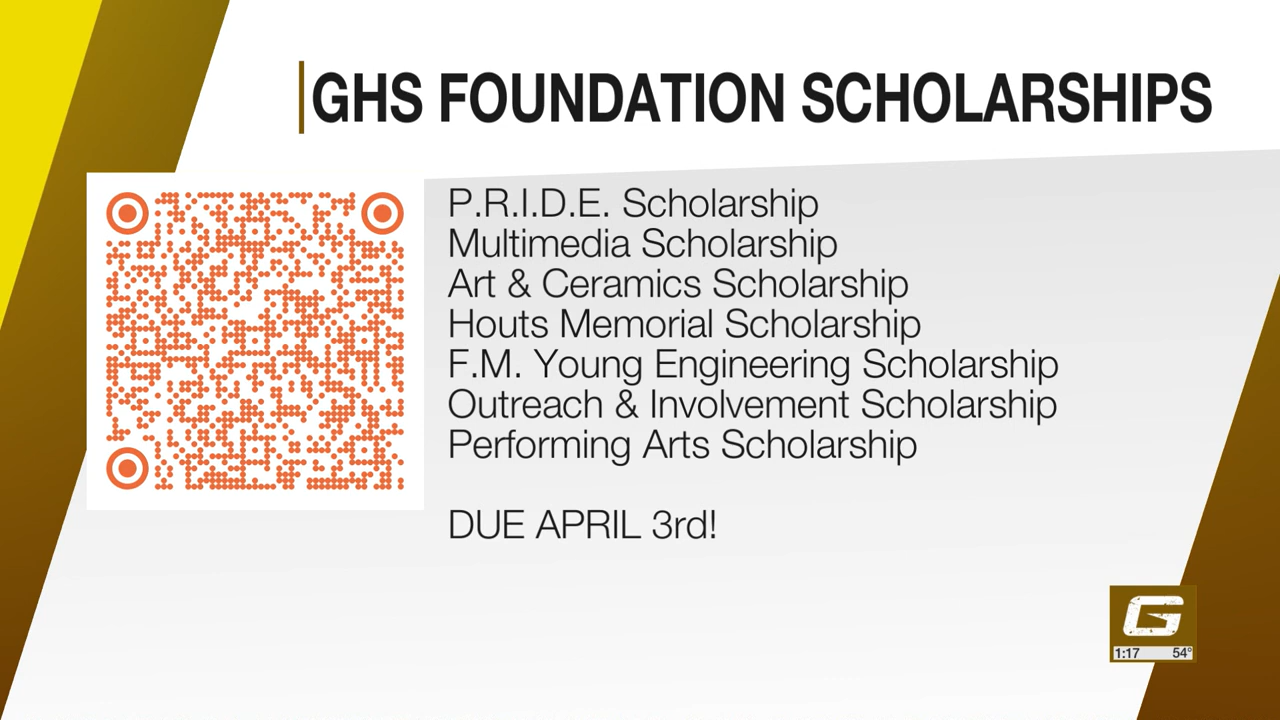 GHS FOUNDATION SCHOLARSHIPS
P.R.I.D.E. Scholarship
Multimedia Scholarship
Art & Ceramics Scholarship
Houts Memorial Scholarship
F.M. Young Engineering Scholarship
Outreach & Involvement Scholarship
Performing Arts Scholarship
DUE APRIL 3rd!
G
1:17 54°